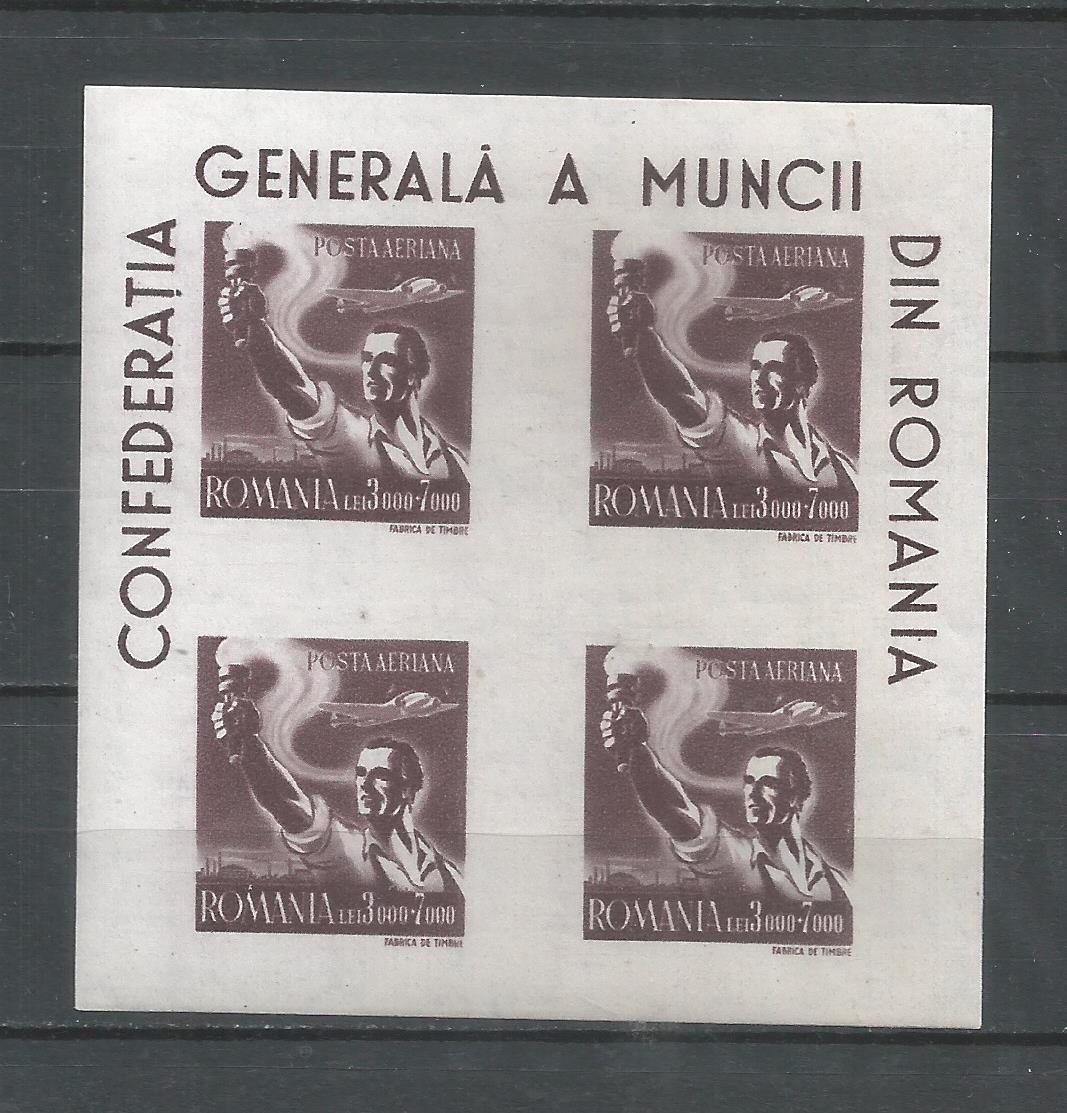 CONFEDERAȚIA
GENERALĂ A MUNCII
DIN ROMANIA
POSTA AERIANA
ROMANIA LEI 3000+7000
FABRICA DE TIMBRE
POSTA AERIANA
ROMANIA LEI 3000+7000
FABRICA DE TIMBRE
POSTA AERIANA
ROMANIA LEI 3000+7000
FABRICA DE TIMBRE
POSTA AERIANA
ROMANIA LEI 3000+7000
FABRICA DE TIMBRE